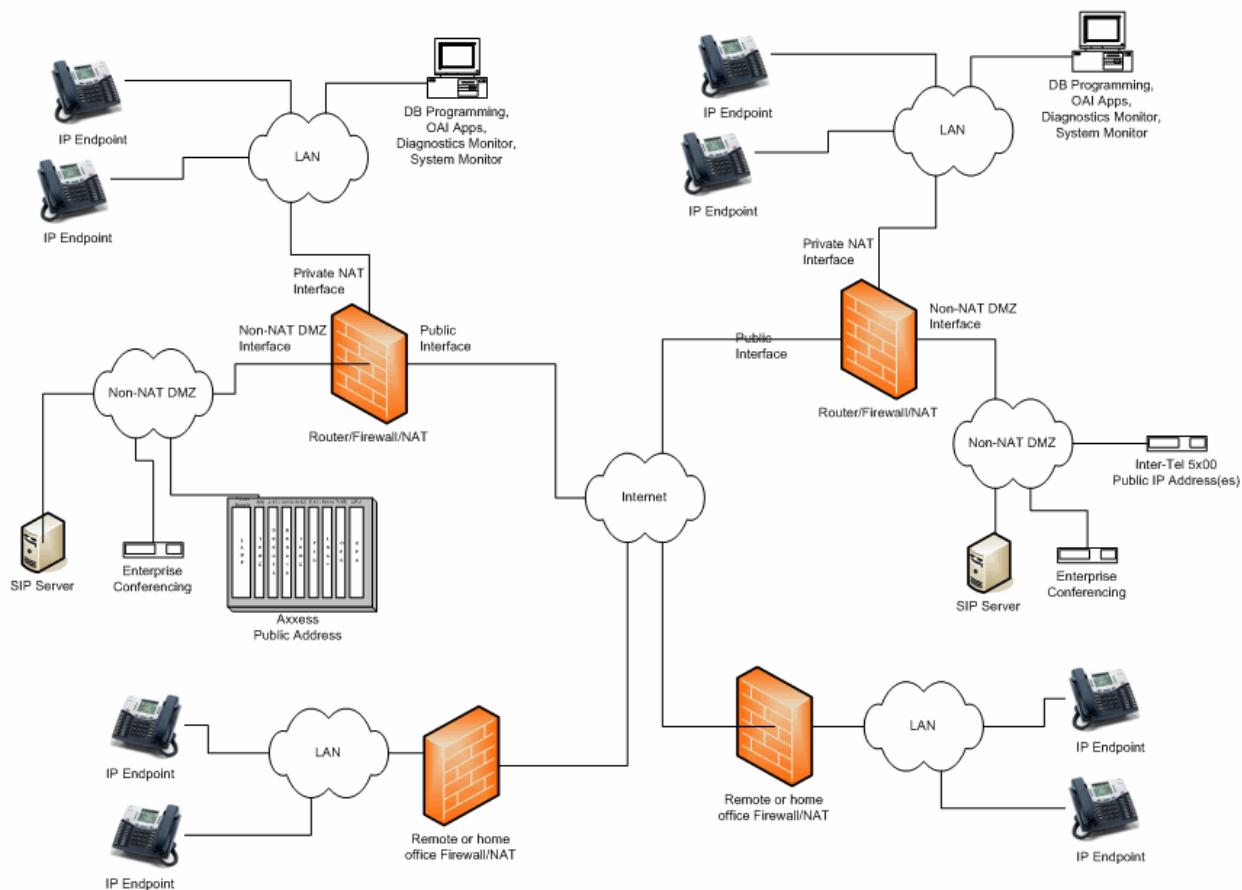 IP Endpoint
IP Endpoint
LAN
DB Programming,
OAI Apps,
Diagnostics Monitor,
System Monitor
Private NAT
Interface
Non-NAT DMZ
Interface
Public
Interface
Router/Firewall/NAT
Non-NAT DMZ
SIP Server
Enterprise
Conferencing
Axxess
Public Address
IP Endpoint
IP Endpoint
LAN
DB Programming,
OAI Apps,
Diagnostics Monitor,
System Monitor
Private NAT
Interface
Non-NAT DMZ
Interface
Public
Interface
Router/Firewall/NAT
Non-NAT DMZ
Inter-Tel 5x00
Public IP Address(es)
SIP Server
Enterprise
Conferencing
Internet
IP Endpoint
IP Endpoint
LAN
Remote or home
office Firewall/NAT
Remote or home
office Firewall/NAT
LAN
IP Endpoint
IP Endpoint